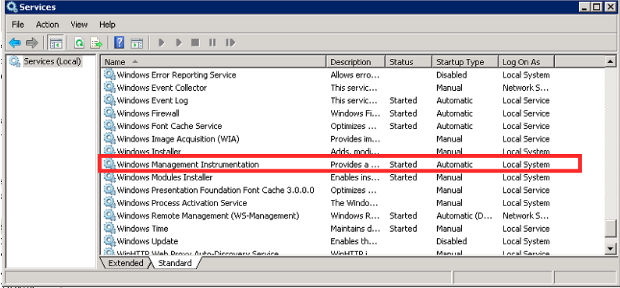 Services
File Action View Help
Services (Local)
Name Description Status Startup Type Log On As
Windows Error Reporting Service Allows erro... Disabled Local System
Windows Event Collector This servic... Manual Network S...
Windows Event Log This servic... Started Automatic Local Service
Windows Firewall Windows Fi... Started Automatic Local Service
Windows Font Cache Service Optimizes ... Started Automatic Local Service
Windows Image Acquisition (WIA) Provides im... Manual Local Service
Windows Installer Adds, modi... Manual Local System
Windows Management Instrumentation Provides a ... Started Automatic Local System
Windows Modules Installer Enables ins... Started Manual Local System
Windows Presentation Foundation Font Cache 3.0.0.0 Optimizes ... Manual Local Service
Windows Process Activation Service The Windo... Manual Local System
Windows Remote Management (WS-Management) Windows R... Started Automatic (D... Network S...
Windows Time Maintains d... Started Manual Local Service
Windows Update Enables th... Disabled Local System
WinHTTP Web Proxy Auto-Discovery Service WinHTTP i... Manual Local Service
Extended Standard